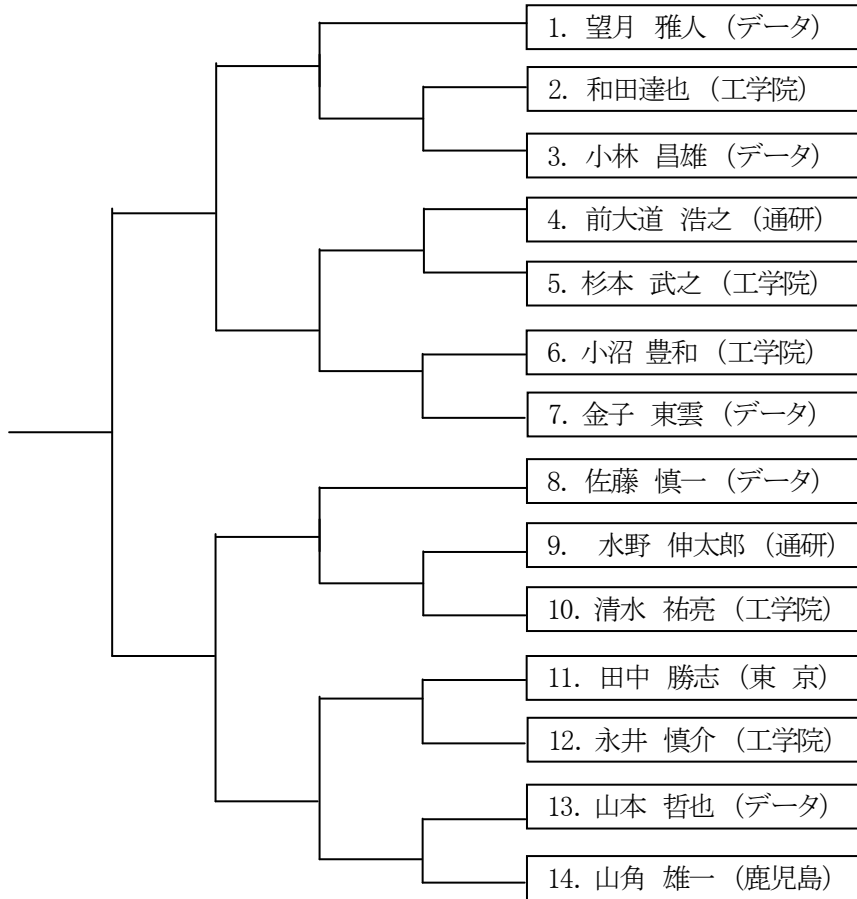 1. 望月 雅人 (データ)
2. 和田達也 (工学院)
3. 小林 昌雄 (データ)
4. 前大道 浩之 (通研)
5. 杉本 武之 (工学院)
6. 小沼 豊和 (工学院)
7. 金子 東雲 (データ)
8. 佐藤 慎一 (データ)
9. 水野 伸太郎 (通研)
10. 清水 祐亮 (工学院)
11. 田中 勝志 (東 京)
12. 永井 慎介 (工学院)
13. 山本 哲也 (データ)
14. 山角 雄一 (鹿児島)